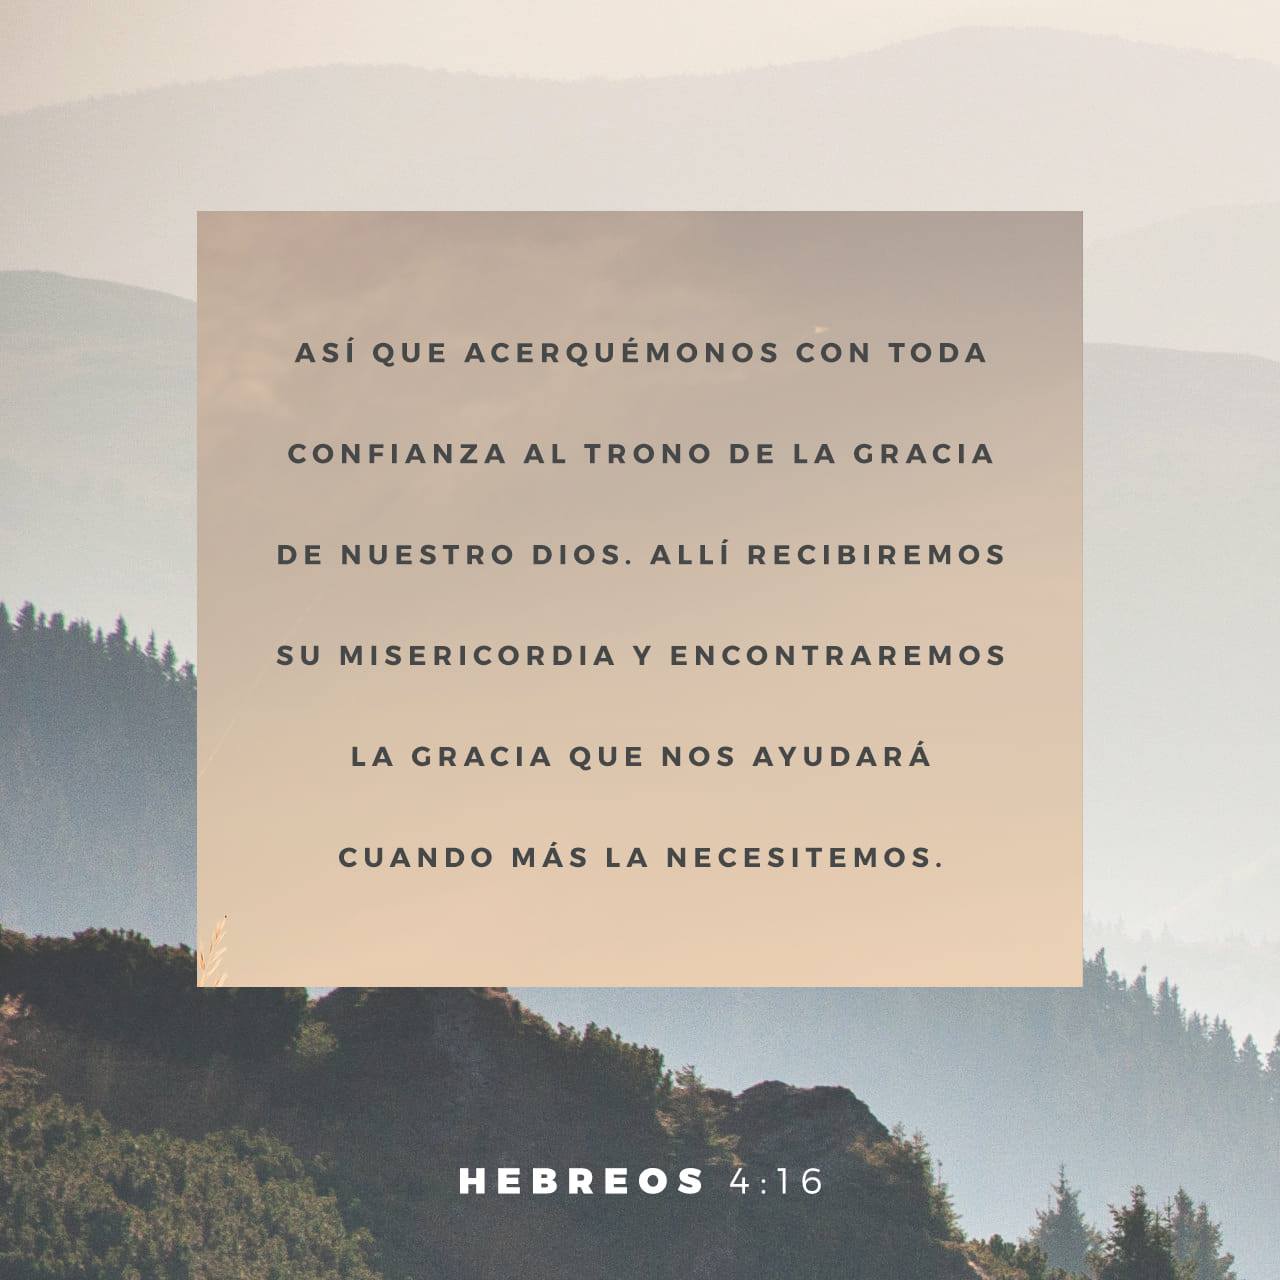 ASÍ QUE ACERQUÉMONOS CON TODA
CONFIANZA AL TRONO DE LA GRACIA
DE NUESTRO DIOS. ALLÍ RECIBIREMOS
SU MISERICORDIA Y ENCONTRAREMOS
LA GRACIA QUE NOS AYUDARÁ
CUANDO MÁS LA NECESITEMOS.
HEBREOS 4:16